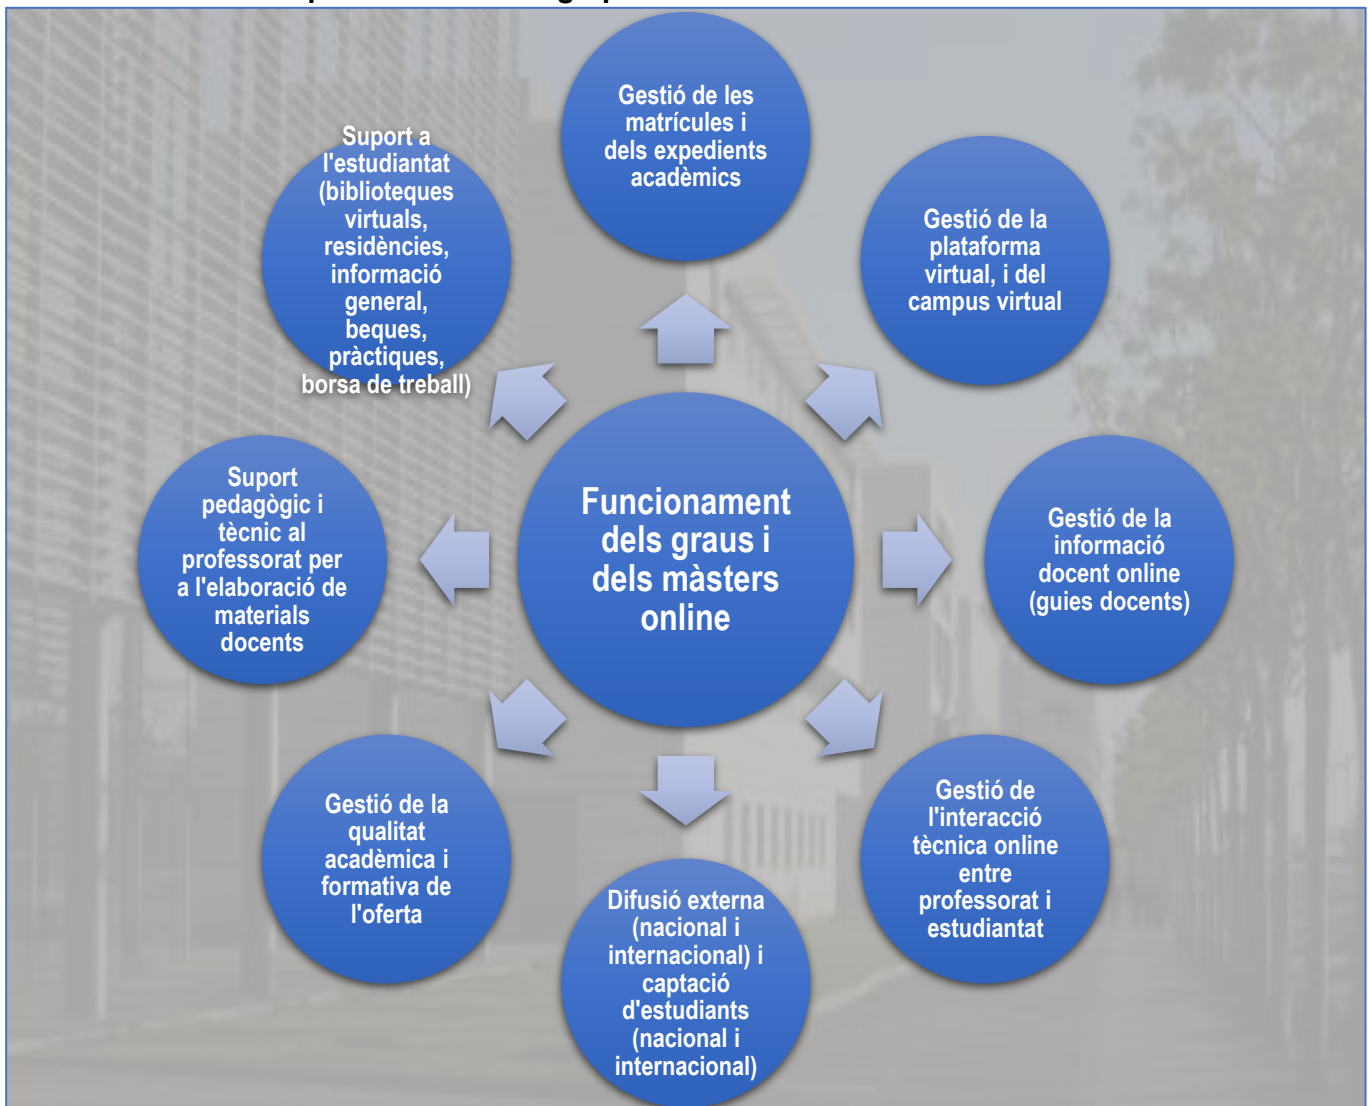 Gestió de les
matrícules i
dels expedients
acadèmics
Gestió de la
plataforma
virtual, i del
campus virtual
Gestió de la
informació
docent online
(guies docents)
Gestió de
l'interacció
tècnica online
entre
professorat i
estudiantat
Difusió externa
(nacional i
internacional) i
captació
d'estudiants
(nacional i
internacional)
Gestió de la
qualitat
acadèmica i
formativa de
l'oferta
Suport
pedagògic i
tècnic al
professorat per
a l'elaboració de
materials
docents
Suport a
l'estudiantat
(biblioteques
virtuals,
residències,
informació
general,
beques,
pràctiques,
borsa de treball)
Funcionament
dels graus i
dels màsters
online